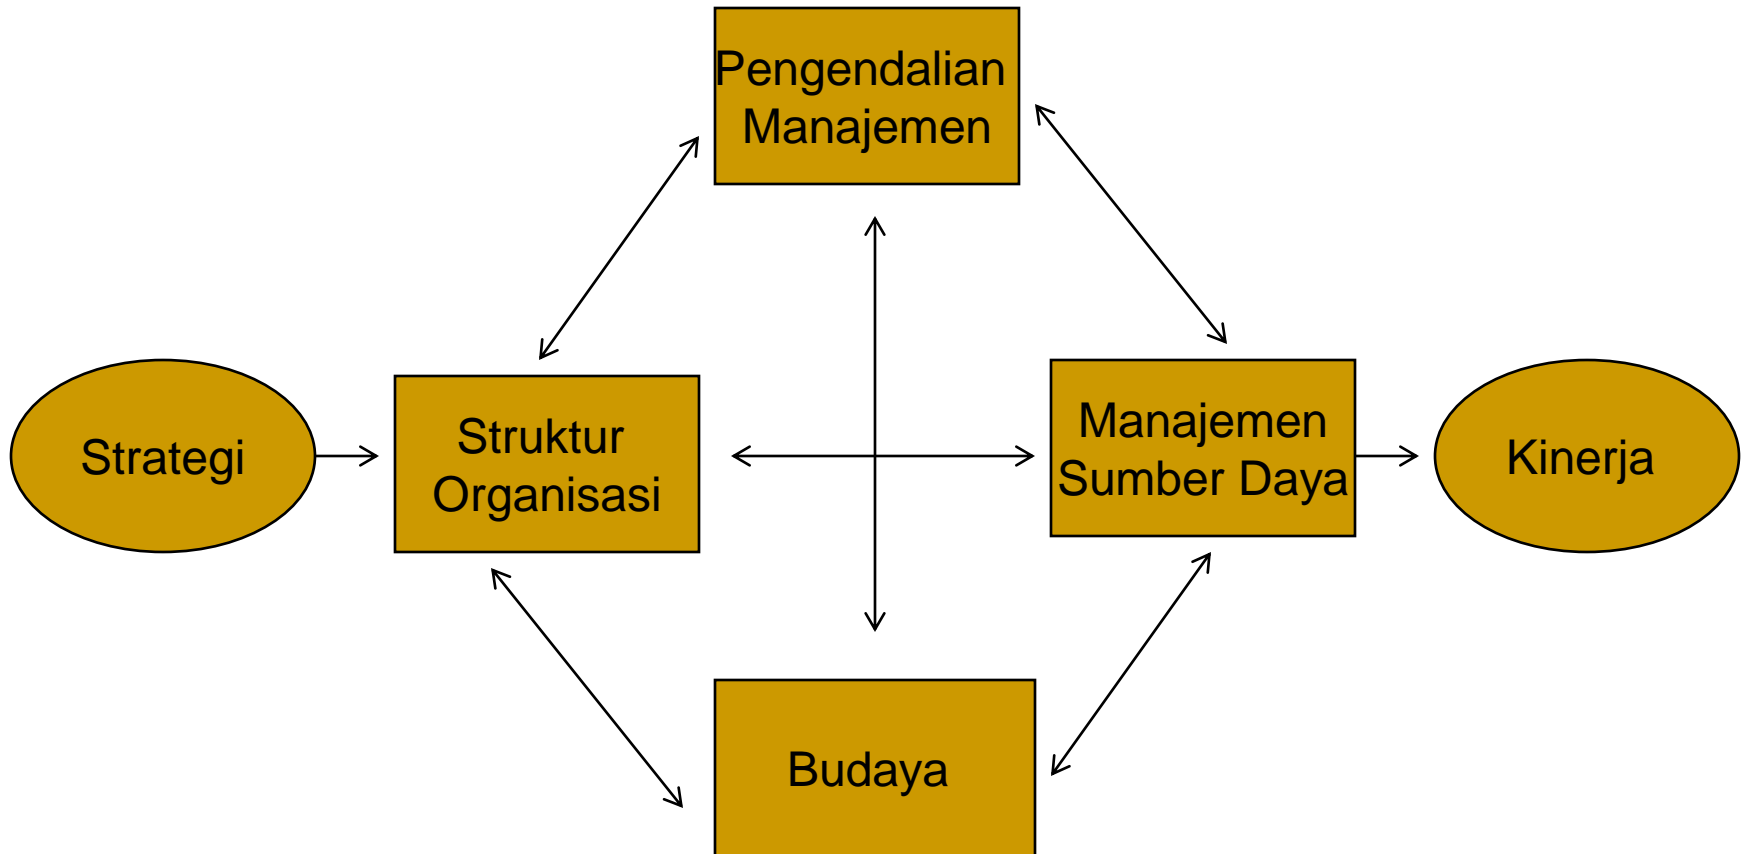 Pengendalian
Manajemen
Strategi
Struktur
Organisasi
Manajemen
Sumber Daya
Kinerja
Budaya